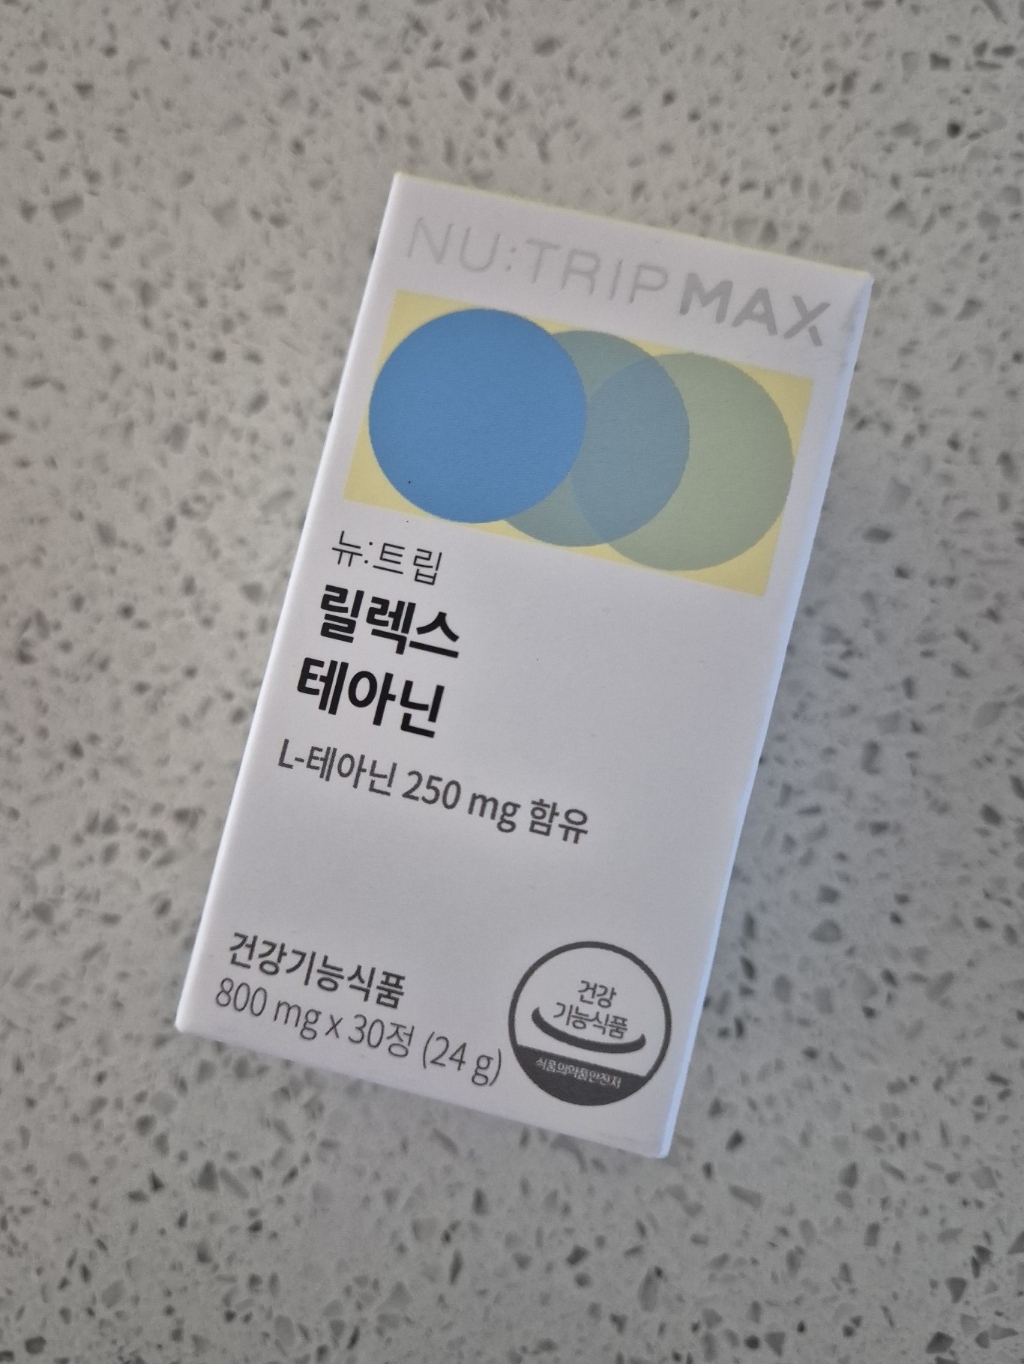 NU:TRIP MAX
뉴:트립
릴렉스
테아닌
L-테아닌 250 mg 함유
건강기능식품
800 mg x 30정 (24 g)
건강
기능식품
식품의약품안전처